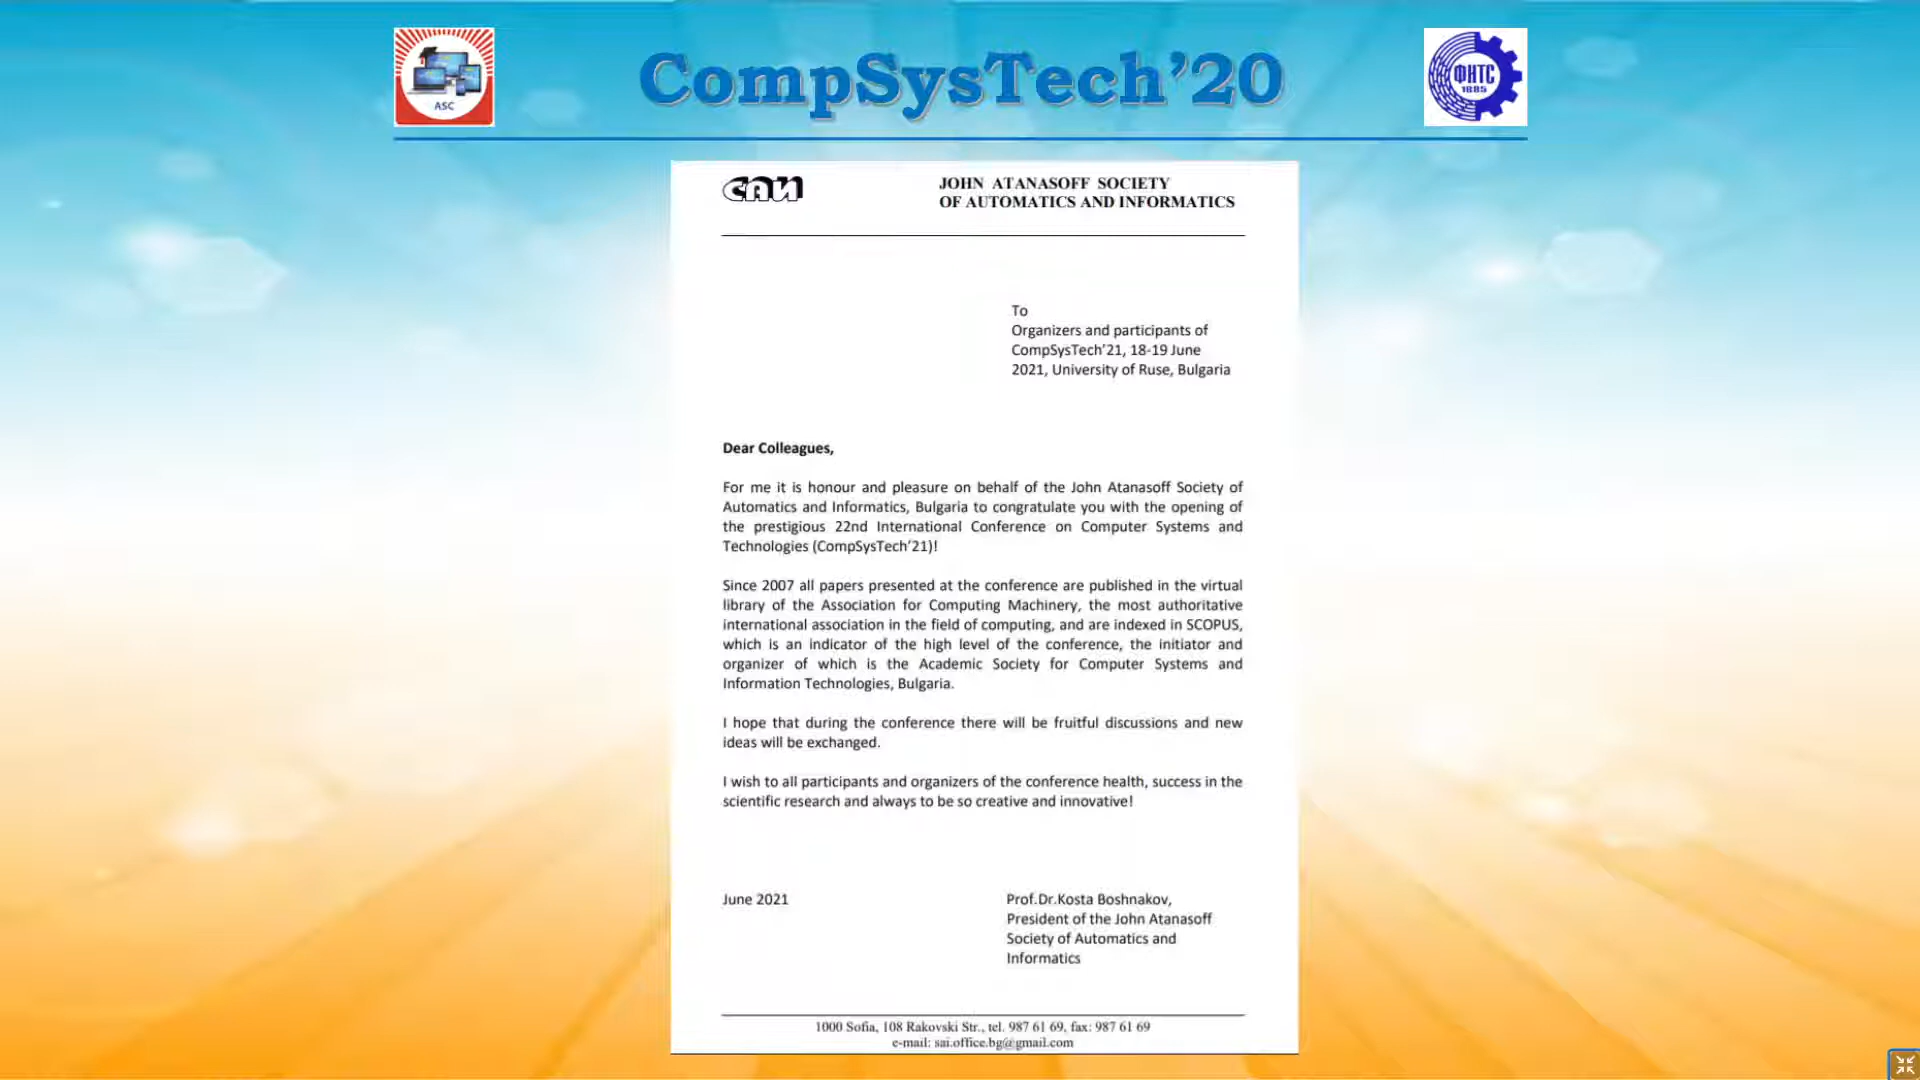 CompSysTech’20
ASC
ФНТС
1885
сАИ
JOHN ATANASOFF SOCIETY
OF AUTOMATICS AND INFORMATICS
To
Organizers and participants of
CompSysTech’21, 18-19 June
2021, University of Ruse, Bulgaria
Dear Colleagues,
For me it is honour and pleasure on behalf of the John Atanasoff Society of
Automatics and Informatics, Bulgaria to congratulate you with the opening of
the prestigious 22nd International Conference on Computer Systems and
Technologies (CompSysTech’21)!
Since 2007 all papers presented at the conference are published in the virtual
library of the Association for Computing Machinery, the most authoritative
international association in the field of computing, and are indexed in SCOPUS,
which is an indicator of the high level of the conference, the initiator and
organizer of which is the Academic Society for Computer Systems and
Information Technologies, Bulgaria.
I hope that during the conference there will be fruitful discussions and new
ideas will be exchanged.
I wish to all participants and organizers of the conference health, success in the
scientific research and always to be so creative and innovative!
June 2021
Prof.Dr.Kosta Boshnakov,
President of the John Atanasoff
Society of Automatics and
Informatics
1000 Sofia, 108 Rakovski Str., tel. 987 61 69, fax: 987 61 69
e-mail: sai.office.bg@gmail.com